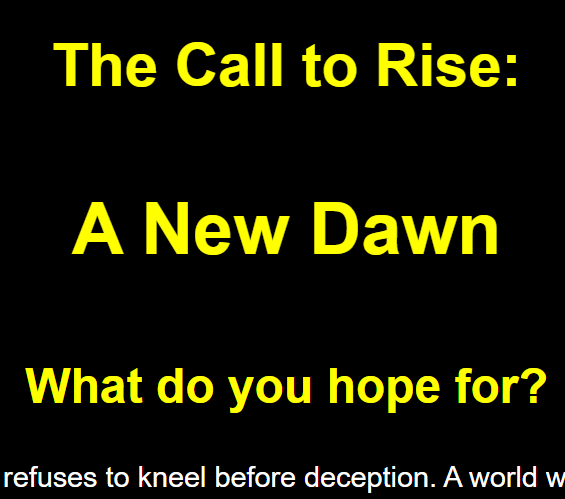 The Call to Rise:
A New Dawn
What do you hope for?
refuses to kneel before deception. A world w